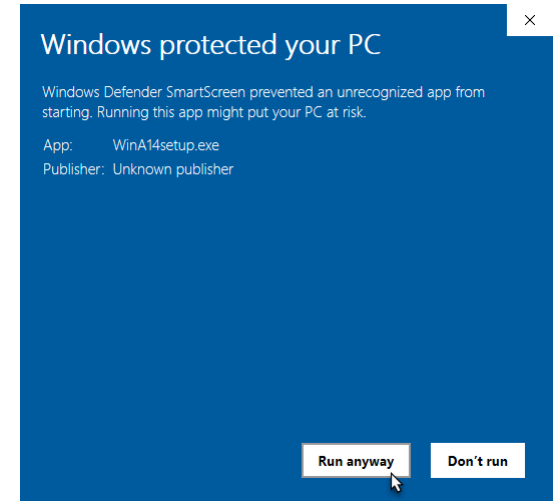 Windows protected your PC
Windows Defender SmartScreen prevented an unrecognized app from
starting. Running this app might put your PC at risk.
App: WinA14setup.exe
Publisher: Unknown publisher
Run anyway Don't run